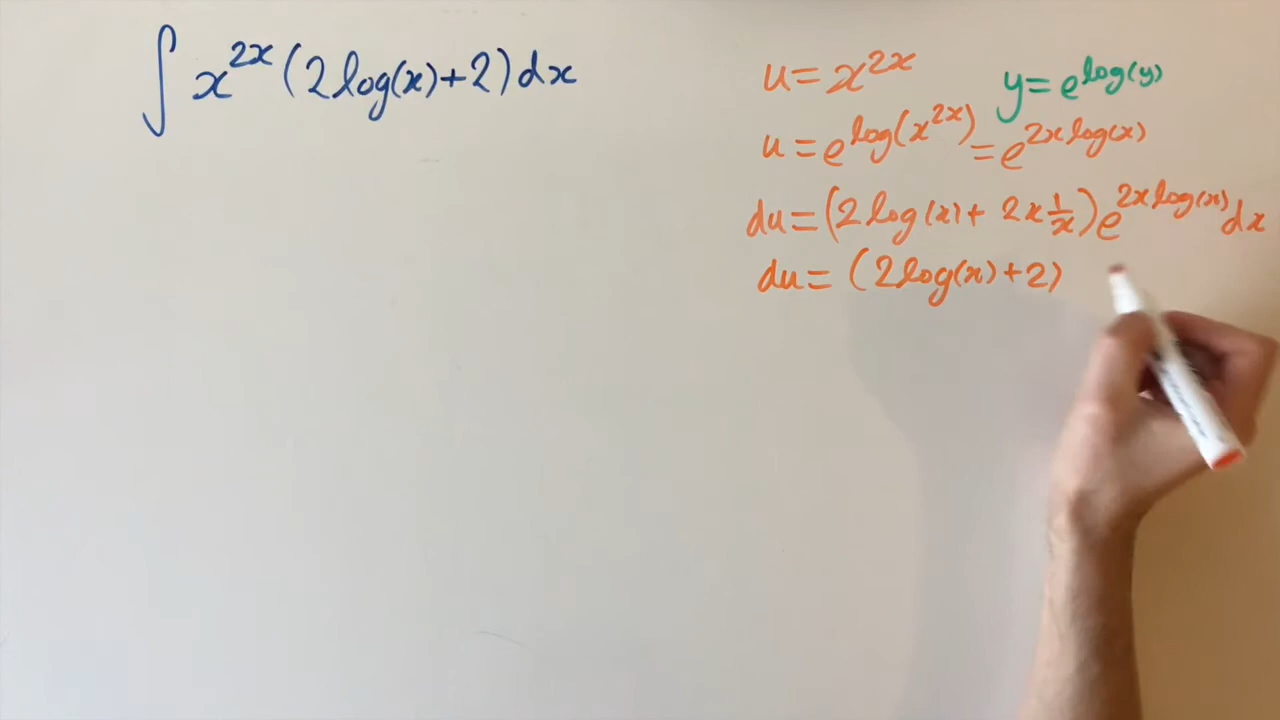 ∫ x^{2x} (2log(x)+2) dx
u = x^{2x}
y = e^{log(y)}
u = e^{log(x^{2x})} = e^{2x log(x)}
du = (2log(x) + 2x 1/x) e^{2x log(x)} dx
du = (2log(x)+2)